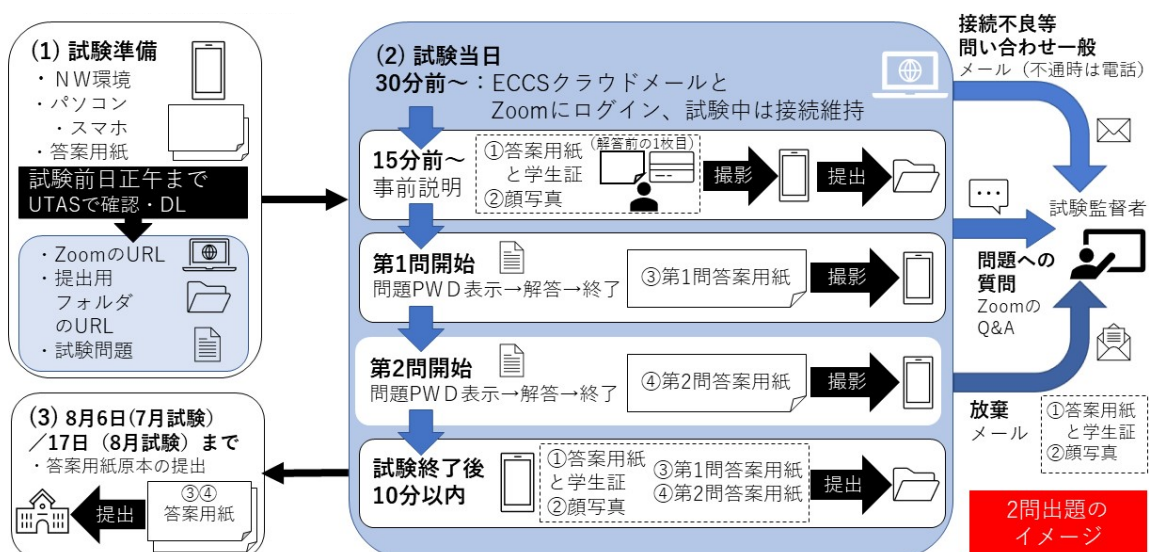 (1) 試験準備
・ＮＷ環境
・パソコン
・スマホ
・答案用紙
試験前日正午まで
UTASで確認・DL
・ZoomのURL
・提出用
フォルダ
のURL
・試験問題
(2) 試験当日
30分前～：ECCSクラウドメールと
Zoomにログイン、試験中は接続維持
15分前～
事前説明
①答案用紙
と学生証
②顔写真
(解答前の1枚目)
撮影
提出
第1問開始
問題PWＤ表示→解答→終了
③第1問答案用紙
撮影
第2問開始
問題PWＤ表示→解答→終了
④第2問答案用紙
撮影
試験終了後
10分以内
①答案用紙
と学生証
②顔写真
③第1問答案用紙
④第2問答案用紙
提出
(3) 8月6日(7月試験)
／17日（8月試験）まで
・答案用紙原本の提出
提出
③④
答案用紙
接続不良等
問い合わせ一般
メール（不通時は電話）
試験監督者
問題への
質問
Zoomの
Q&A
放棄
メール
①答案用紙
と学生証
②顔写真
2問出題の
イメージ